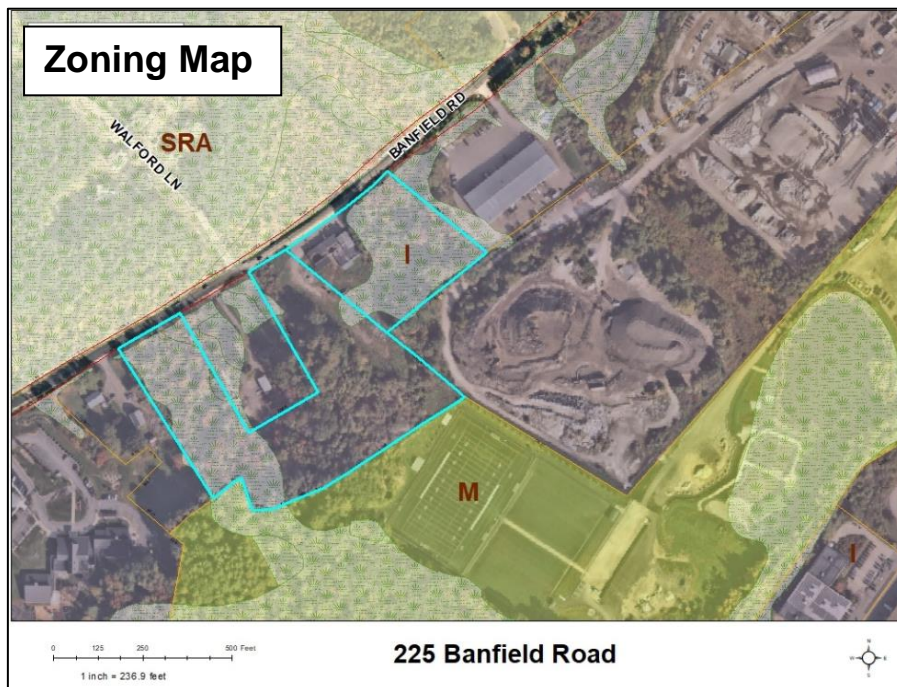 Zoning Map
BANFIELD RD
WALFORD LN
SRA
I
M
I
0 125 250 500 Feet
1 inch = 236.9 feet
225 Banfield Road
N
W E
S